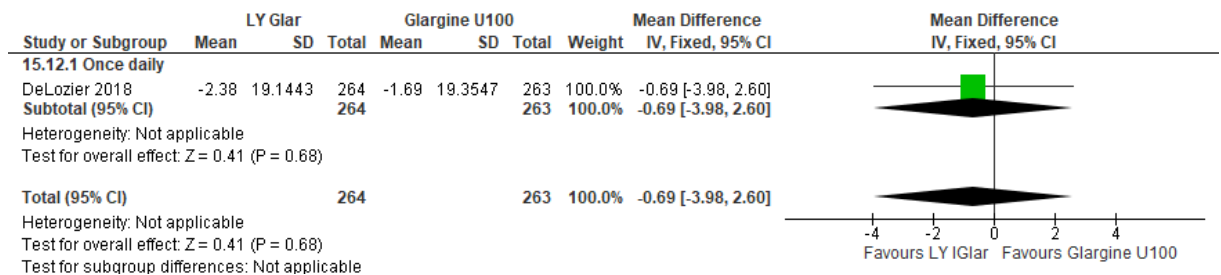 LY Glar Glargine U100 Mean Difference Mean Difference
Study or Subgroup Mean SD Total Mean SD Total Weight IV, Fixed, 95% CI IV, Fixed, 95% CI
15.12.1 Once daily
DeLozier 2018 -2.38 19.1443 264 -1.69 19.3547 263 100.0% -0.69 [-3.98, 2.60]
Subtotal (95% CI) 264 263 100.0% -0.69 [-3.98, 2.60]
Heterogeneity: Not applicable
Test for overall effect: Z = 0.41 (P = 0.68)
Total (95% CI) 264 263 100.0% -0.69 [-3.98, 2.60]
Heterogeneity: Not applicable
Test for overall effect: Z = 0.41 (P = 0.68)
Test for subgroup differences: Not applicable
-4 -2 0 2 4
Favours LY IGlar Favours Glargine U100